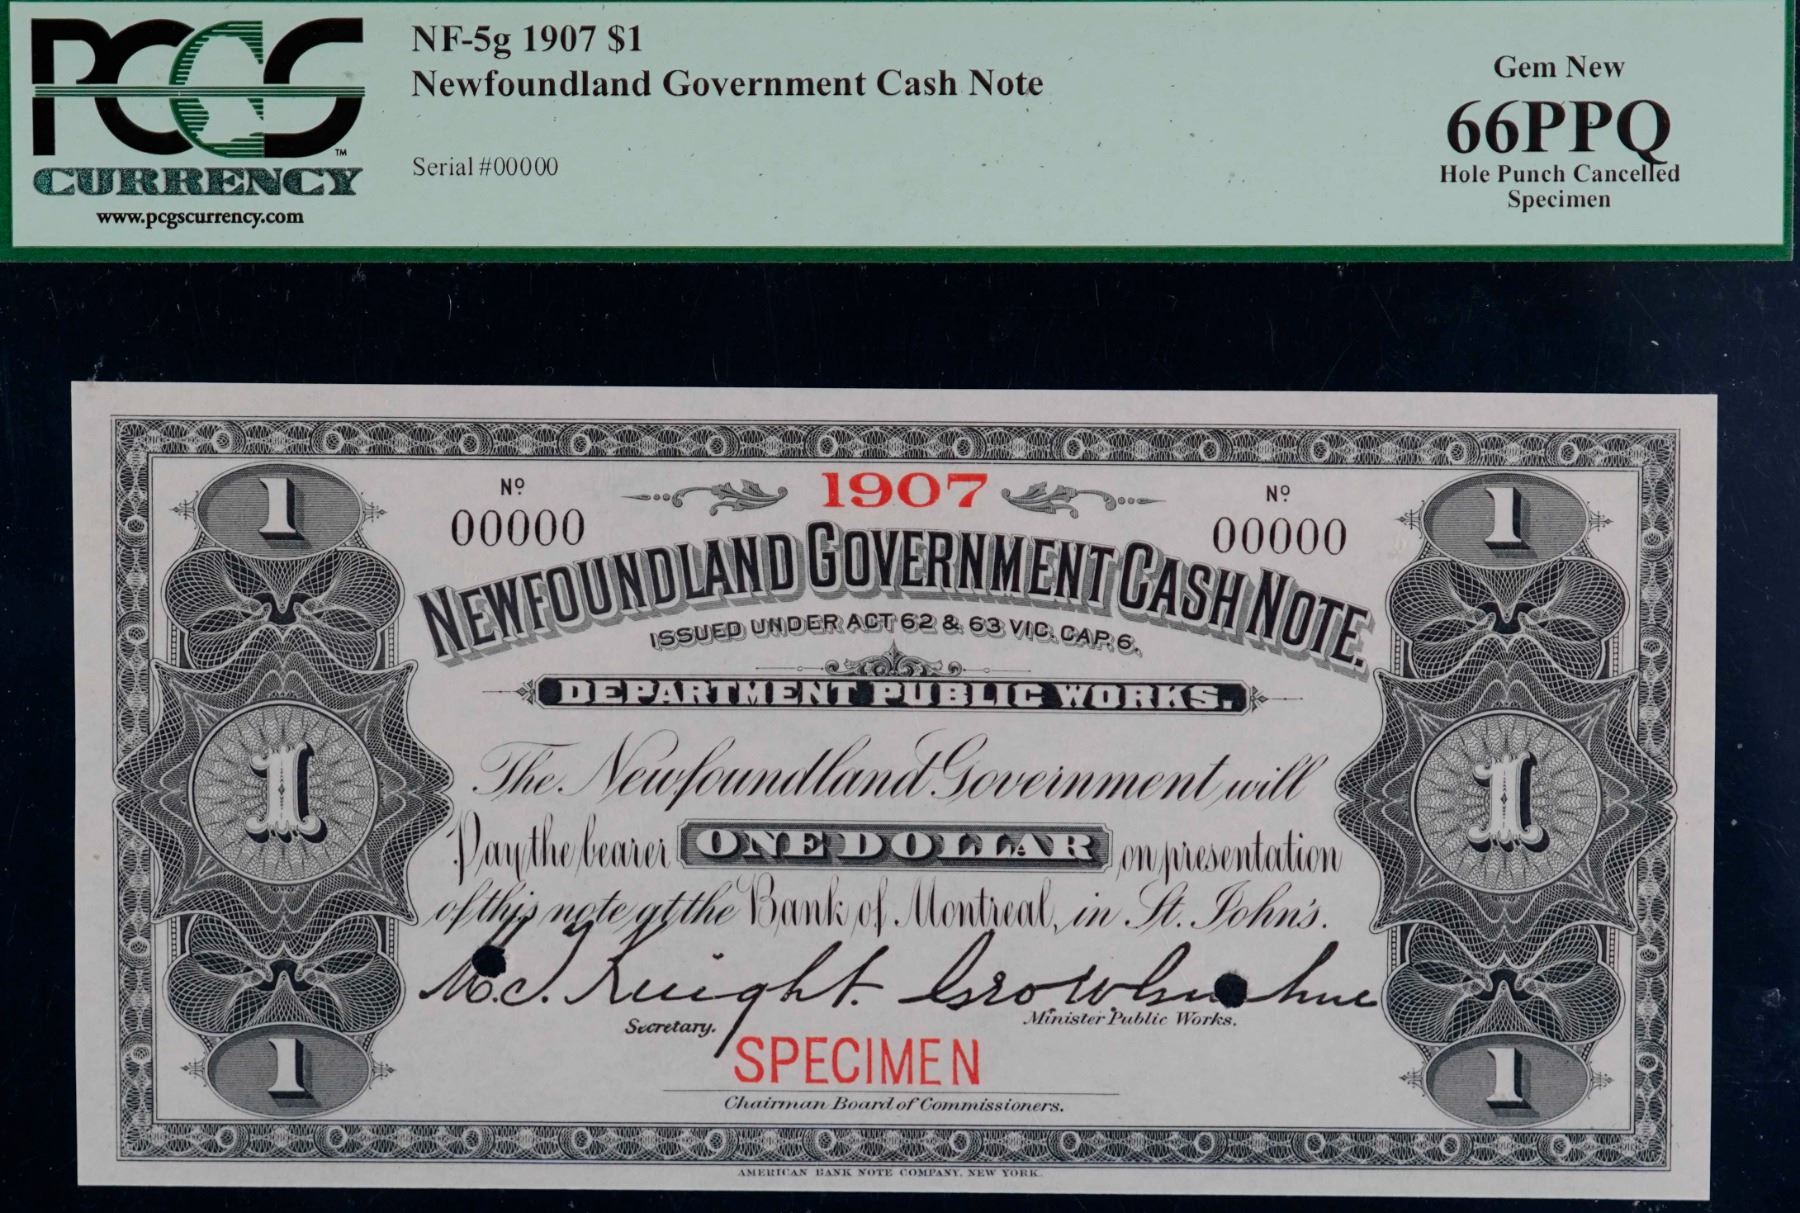 PCGS™
CURRENCY
www.pcgscurrency.com
NF-5g 1907 $1
Newfoundland Government Cash Note
Serial #00000
Gem New
66PPQ
Hole Punch Cancelled
Specimen
1 1907 1
Nº Nº
00000 00000
NEWFOUNDLAND GOVERNMENT CASH NOTE.
ISSUED UNDER ACT 62 & 63 VIC. CAP. 6.
DEPARTMENT PUBLIC WORKS.
The Newfoundland Government will
1 1
Pay the bearer ONE DOLLAR on presentation
of this note at the Bank of Montreal, in St. John's.
Secretary. Minister Public Works.
SPECIMEN
1 1
Chairman Board of Commissioners.
AMERICAN BANK NOTE COMPANY, NEW YORK.